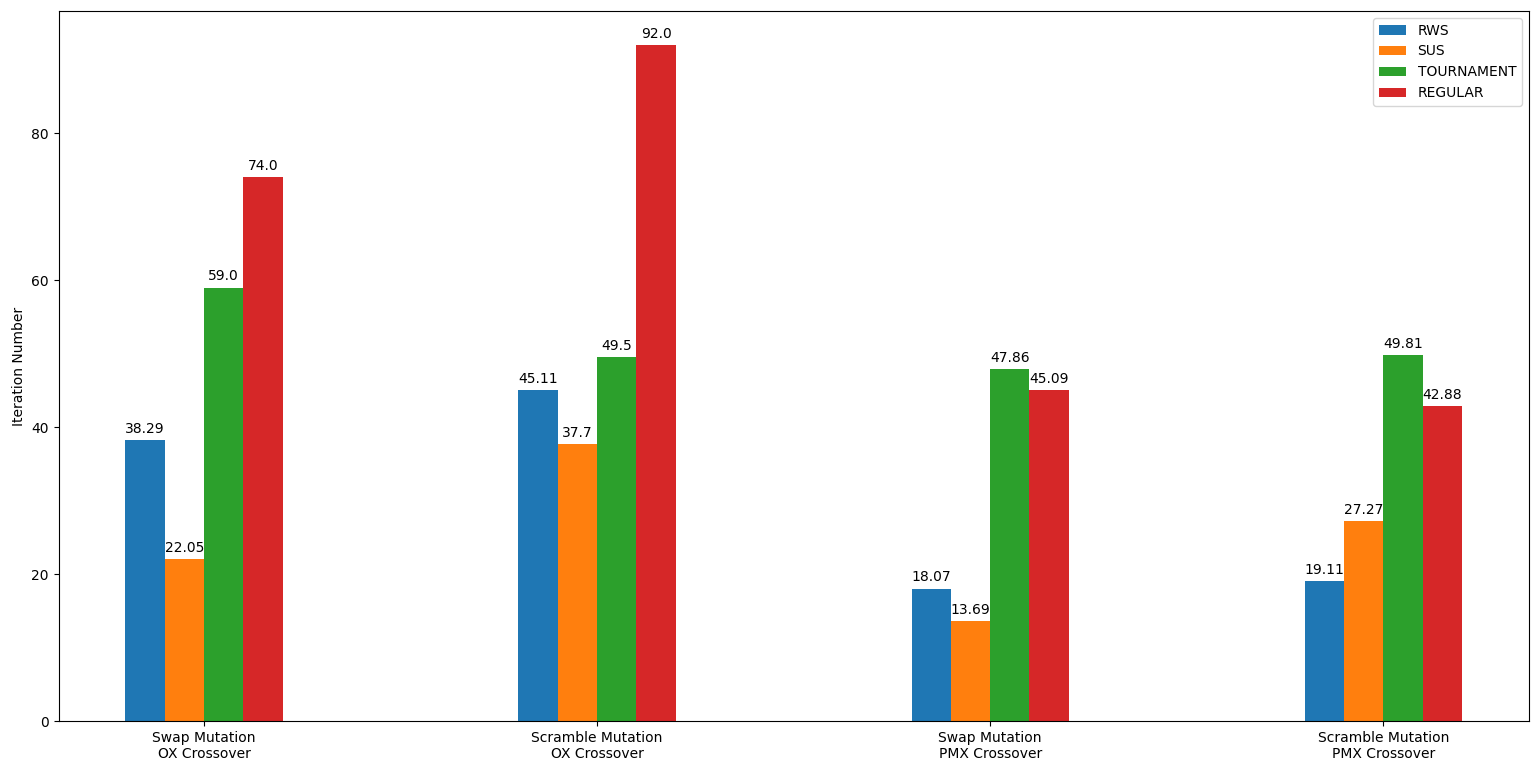 Iteration Number
80
60
40
20
0
RWS
SUS
TOURNAMENT
REGULAR
38.29
22.05
59.0
74.0
45.11
37.7
49.5
92.0
18.07
13.69
47.86
45.09
19.11
27.27
49.81
42.88
Swap Mutation
OX Crossover
Scramble Mutation
OX Crossover
Swap Mutation
PMX Crossover
Scramble Mutation
PMX Crossover